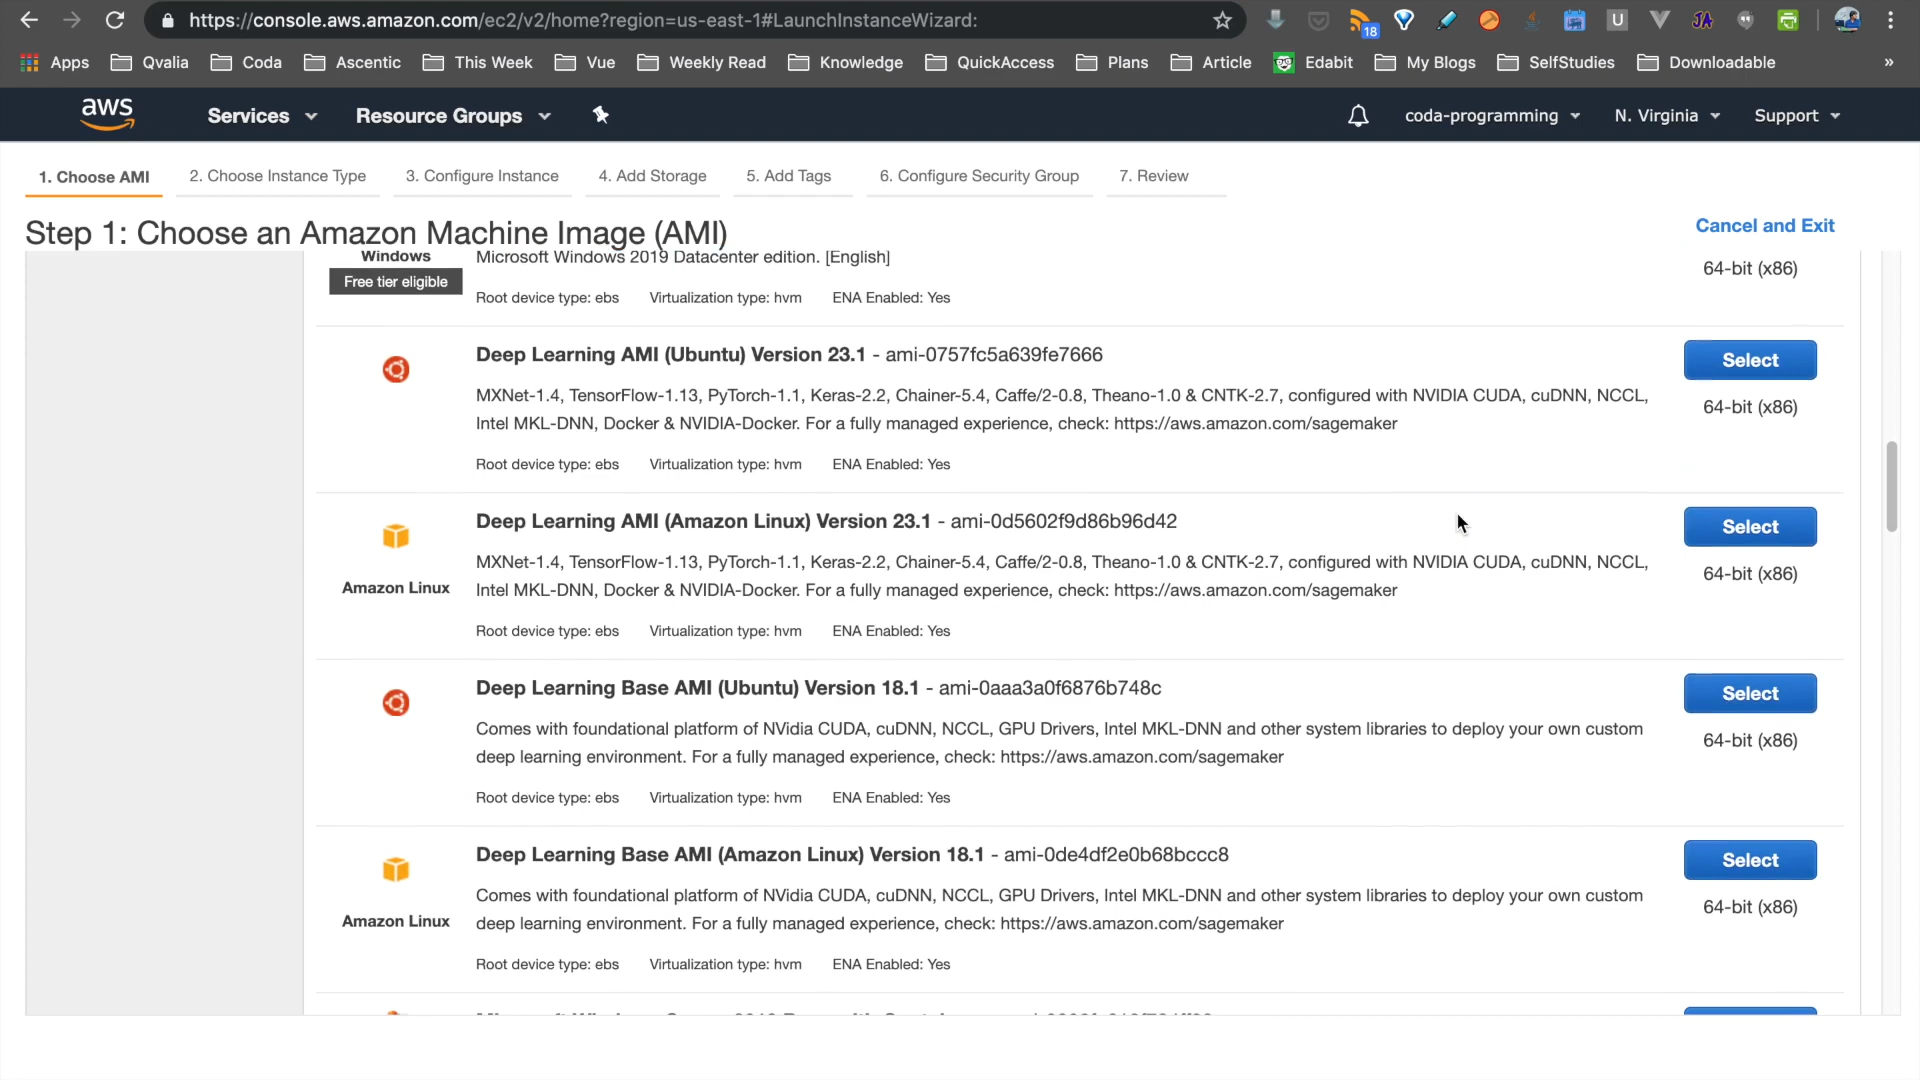 https://console.aws.amazon.com/ec2/v2/home?region=us-east-1#LaunchInstanceWizard:
18
U
JA
Apps Qvalia Coda Ascentic This Week Vue Weekly Read Knowledge QuickAccess Plans Article Edabit My Blogs SelfStudies Downloadable »
aws Services Resource Groups coda-programming N. Virginia Support
1. Choose AMI 2. Choose Instance Type 3. Configure Instance 4. Add Storage 5. Add Tags 6. Configure Security Group 7. Review
Step 1: Choose an Amazon Machine Image (AMI)
Cancel and Exit
Windows
Free tier eligible
Microsoft Windows 2019 Datacenter edition. [English]
64-bit (x86)
Root device type: ebs Virtualization type: hvm ENA Enabled: Yes
Deep Learning AMI (Ubuntu) Version 23.1 - ami-0757fc5a639fe7666
Select
64-bit (x86)
MXNet-1.4, TensorFlow-1.13, PyTorch-1.1, Keras-2.2, Chainer-5.4, Caffe/2-0.8, Theano-1.0 & CNTK-2.7, configured with NVIDIA CUDA, cuDNN, NCCL,
Intel MKL-DNN, Docker & NVIDIA-Docker. For a fully managed experience, check: https://aws.amazon.com/sagemaker
Root device type: ebs Virtualization type: hvm ENA Enabled: Yes
Deep Learning AMI (Amazon Linux) Version 23.1 - ami-0d5602f9d86b96d42
Select
64-bit (x86)
Amazon Linux
MXNet-1.4, TensorFlow-1.13, PyTorch-1.1, Keras-2.2, Chainer-5.4, Caffe/2-0.8, Theano-1.0 & CNTK-2.7, configured with NVIDIA CUDA, cuDNN, NCCL,
Intel MKL-DNN, Docker & NVIDIA-Docker. For a fully managed experience, check: https://aws.amazon.com/sagemaker
Root device type: ebs Virtualization type: hvm ENA Enabled: Yes
Deep Learning Base AMI (Ubuntu) Version 18.1 - ami-0aaa3a0f6876b748c
Select
64-bit (x86)
Comes with foundational platform of NVidia CUDA, cuDNN, NCCL, GPU Drivers, Intel MKL-DNN and other system libraries to deploy your own custom
deep learning environment. For a fully managed experience, check: https://aws.amazon.com/sagemaker
Root device type: ebs Virtualization type: hvm ENA Enabled: Yes
Deep Learning Base AMI (Amazon Linux) Version 18.1 - ami-0de4df2e0b68bccc8
Select
64-bit (x86)
Amazon Linux
Comes with foundational platform of NVidia CUDA, cuDNN, NCCL, GPU Drivers, Intel MKL-DNN and other system libraries to deploy your own custom
deep learning environment. For a fully managed experience, check: https://aws.amazon.com/sagemaker
Root device type: ebs Virtualization type: hvm ENA Enabled: Yes